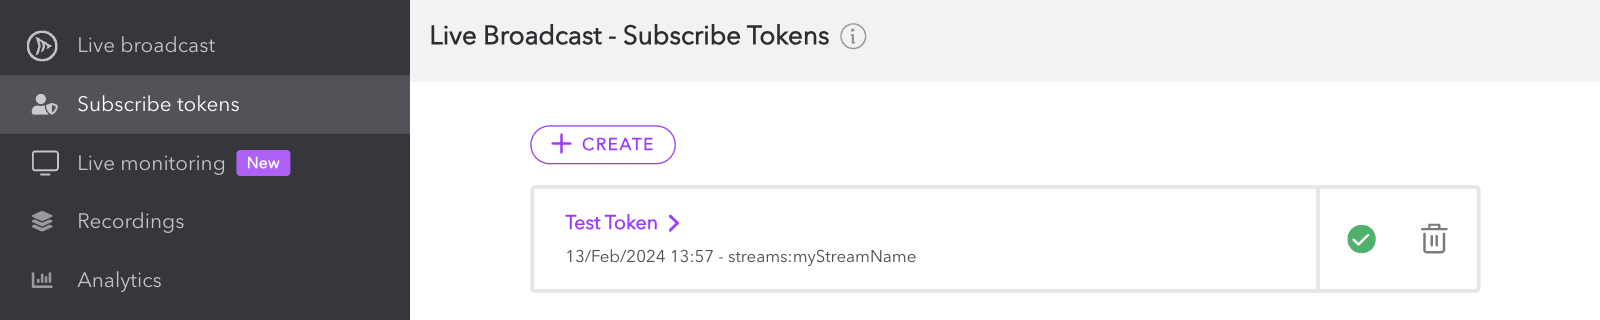 Live broadcast
Subscribe tokens
Live monitoring New
Recordings
Analytics
Live Broadcast - Subscribe Tokens
CREATE
Test Token
13/Feb/2024 13:57 - streams:myStreamName